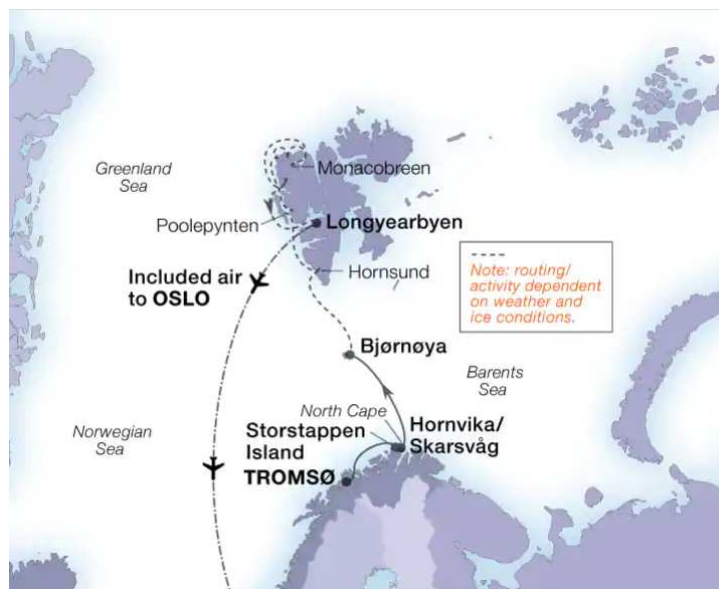 Greenland
Sea
Monacobreen
Poolepynten
Longyearbyen
Hornsund
Included air
to OSLO
Note: routing/
activity dependent
on weather and
ice conditions.
Bjørnøya
Barents
Sea
North Cape
Norwegian
Sea
Storstappen
Island
Hornvika/
Skarsvåg
TROMSØ